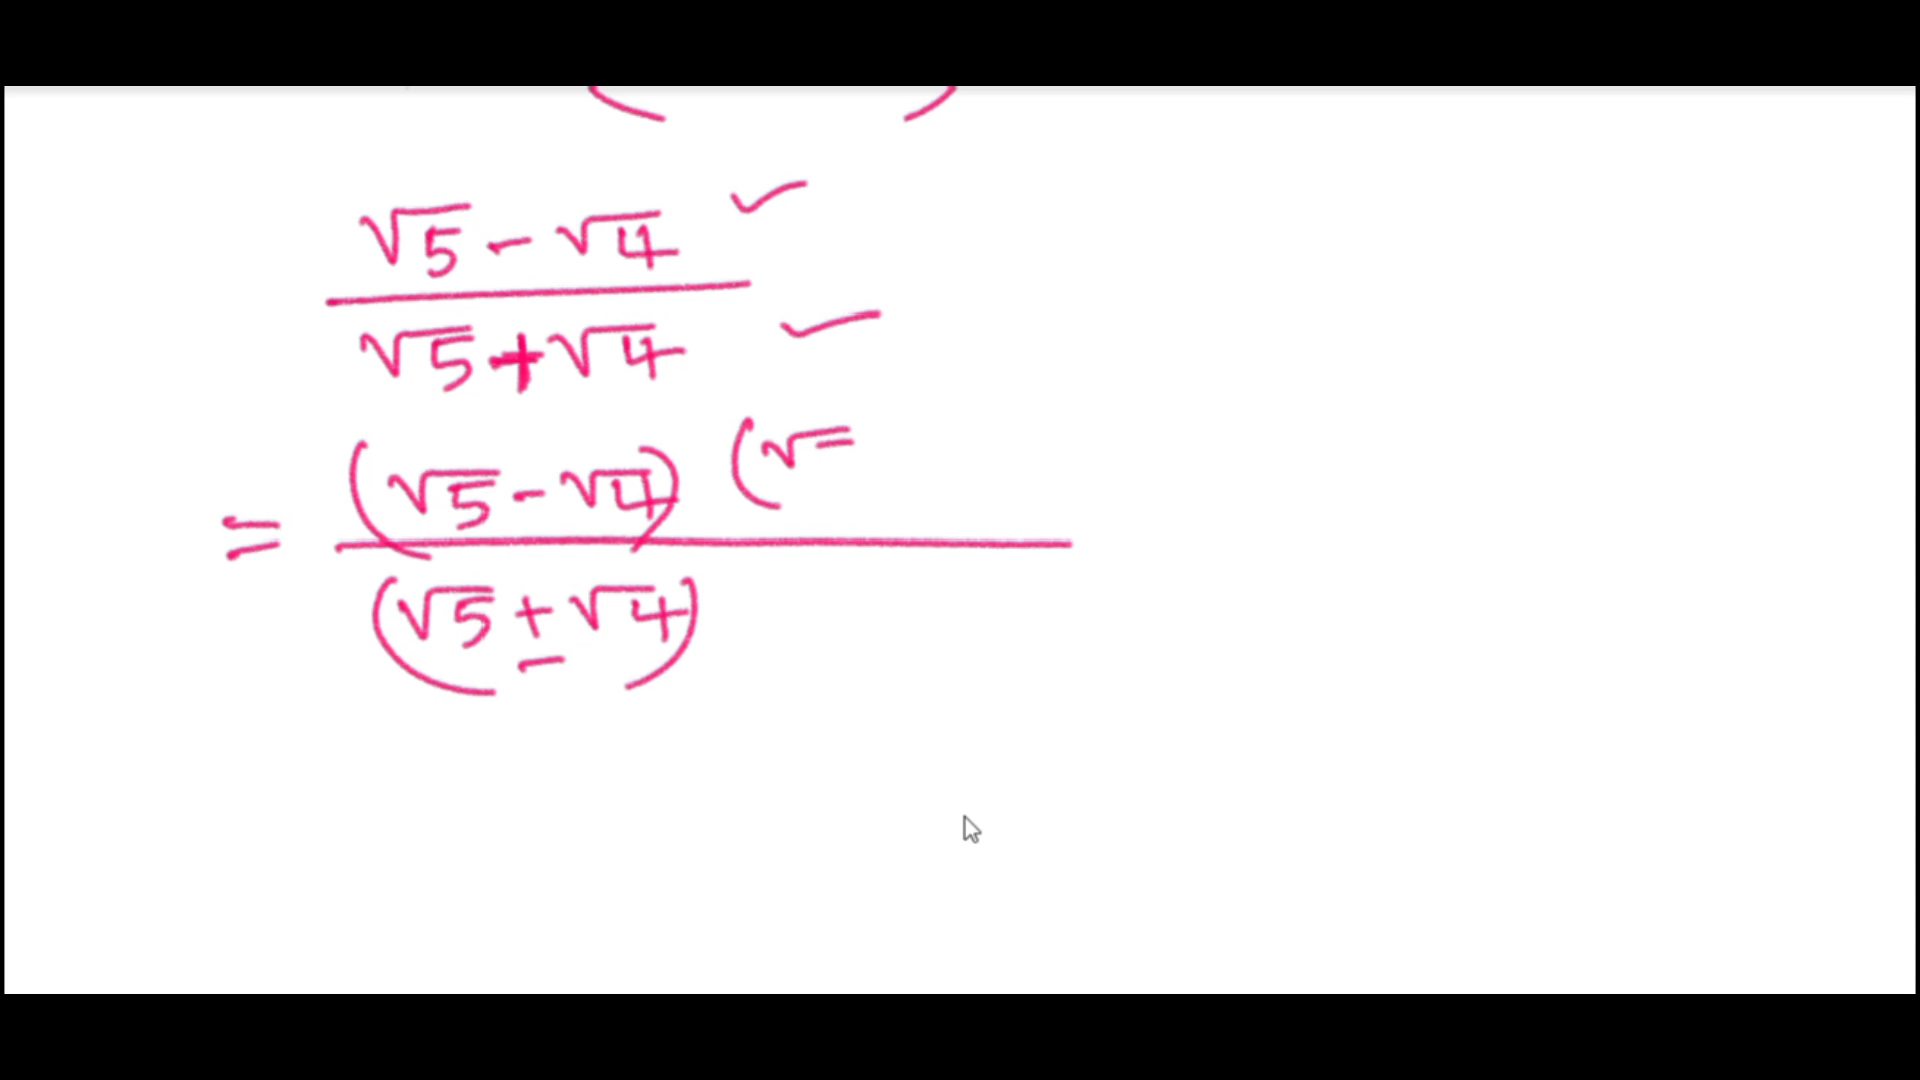 √5 - √4 ✓
√5 + √4 ✓
= (√5 - √4) (√=
(√5 + √4)